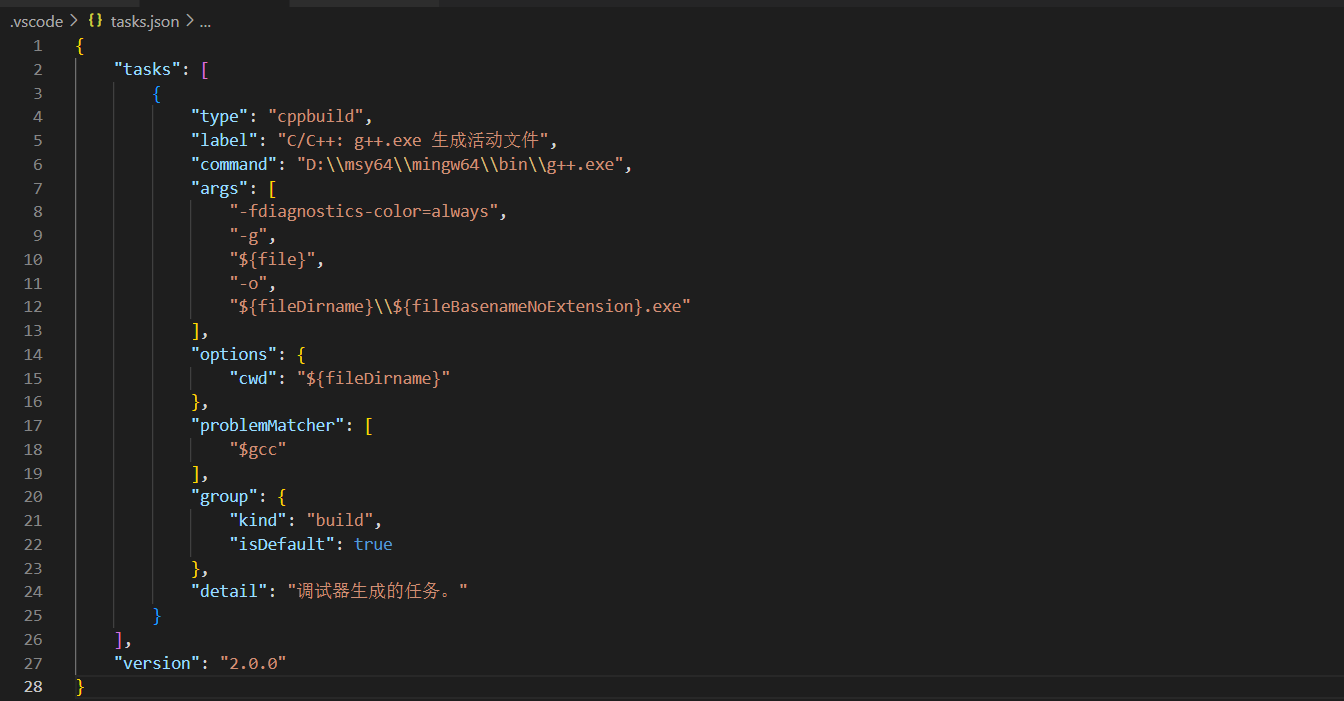 .vscode > {} tasks.json > ...
1 {
2 "tasks": [
3 {
4 "type": "cppbuild",
5 "label": "C/C++: g++.exe 生成活动文件",
6 "command": "D:\\msy64\\mingw64\\bin\\g++.exe",
7 "args": [
8 "-fdiagnostics-color=always",
9 "-g",
10 "${file}",
11 "-o",
12 "${fileDirname}\\${fileBasenameNoExtension}.exe"
13 ],
14 "options": {
15 "cwd": "${fileDirname}"
16 },
17 "problemMatcher": [
18 "$gcc"
19 ],
20 "group": {
21 "kind": "build",
22 "isDefault": true
23 },
24 "detail": "调试器生成的任务。"
25 }
26 ],
27 "version": "2.0.0"
28 }